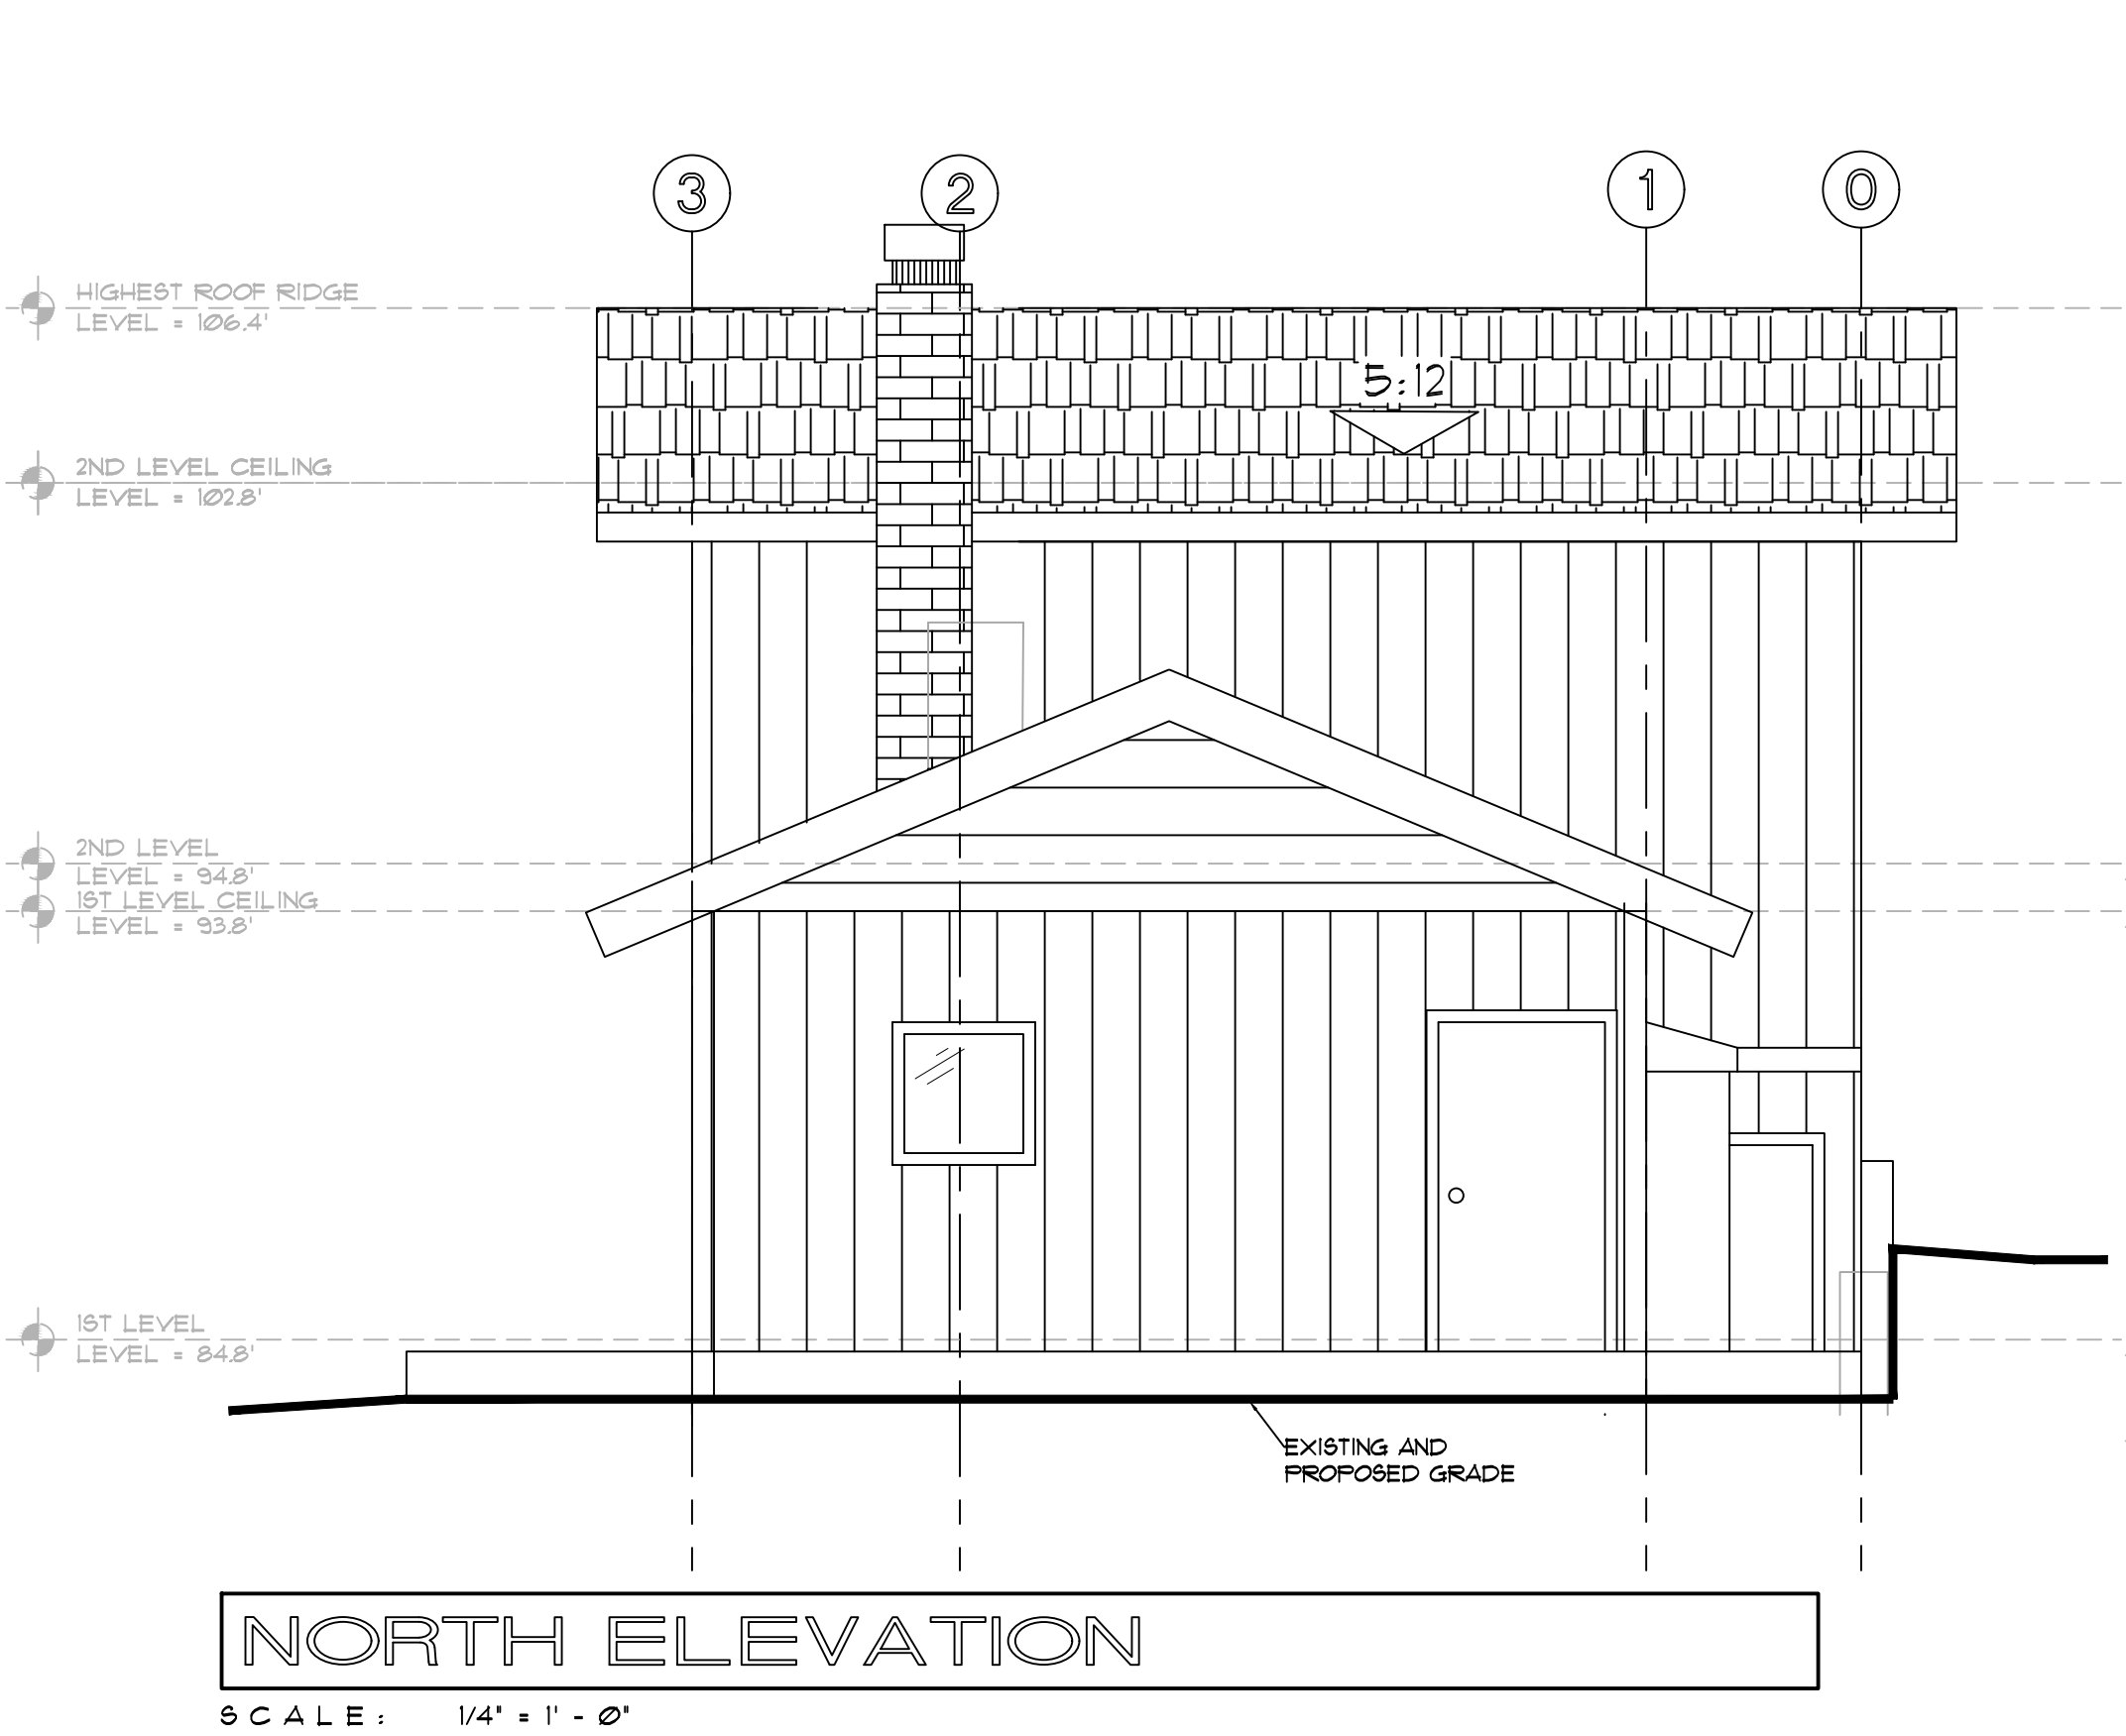 3 2 1 0
HIGHEST ROOF RIDGE
LEVEL = 106.4'
5:12
2ND LEVEL CEILING
LEVEL = 102.8'
2ND LEVEL
LEVEL = 94.8'
1ST LEVEL CEILING
LEVEL = 93.8'
1ST LEVEL
LEVEL = 84.8'
EXISTING AND
PROPOSED GRADE
NORTH ELEVATION
SCALE: 1/4" = 1' - 0"